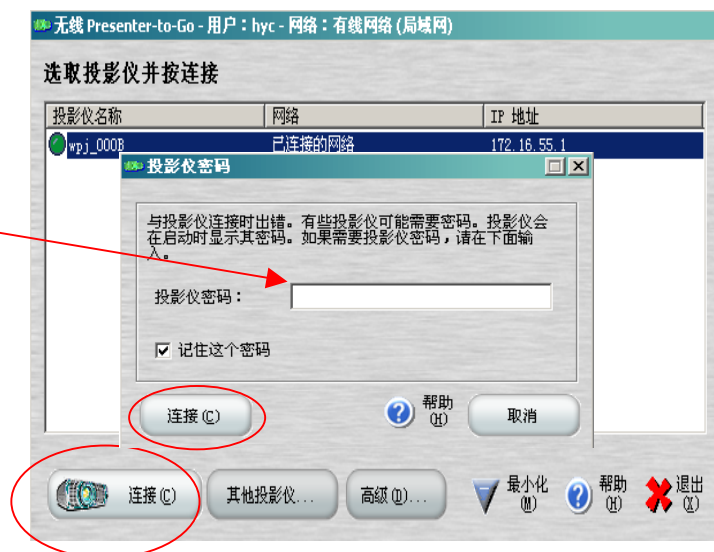 无线 Presenter-to-Go - 用户：hyc - 网络：有线网络 (局域网)
选取投影仪并按连接
投影仪名称 网络 IP 地址
wpj_000B 已连接的网络 172.16.55.1
投影仪密码
与投影仪连接时出错。有些投影仪可能需要密码。投影仪会
在启动时显示其密码。如果需要投影仪密码，请在下面输
入。
投影仪密码：
记住这个密码
连接(C) 帮助(H) 取消
连接(C) 其他投影仪... 高级(D)... 最小化(M) 帮助(H) 退出(X)